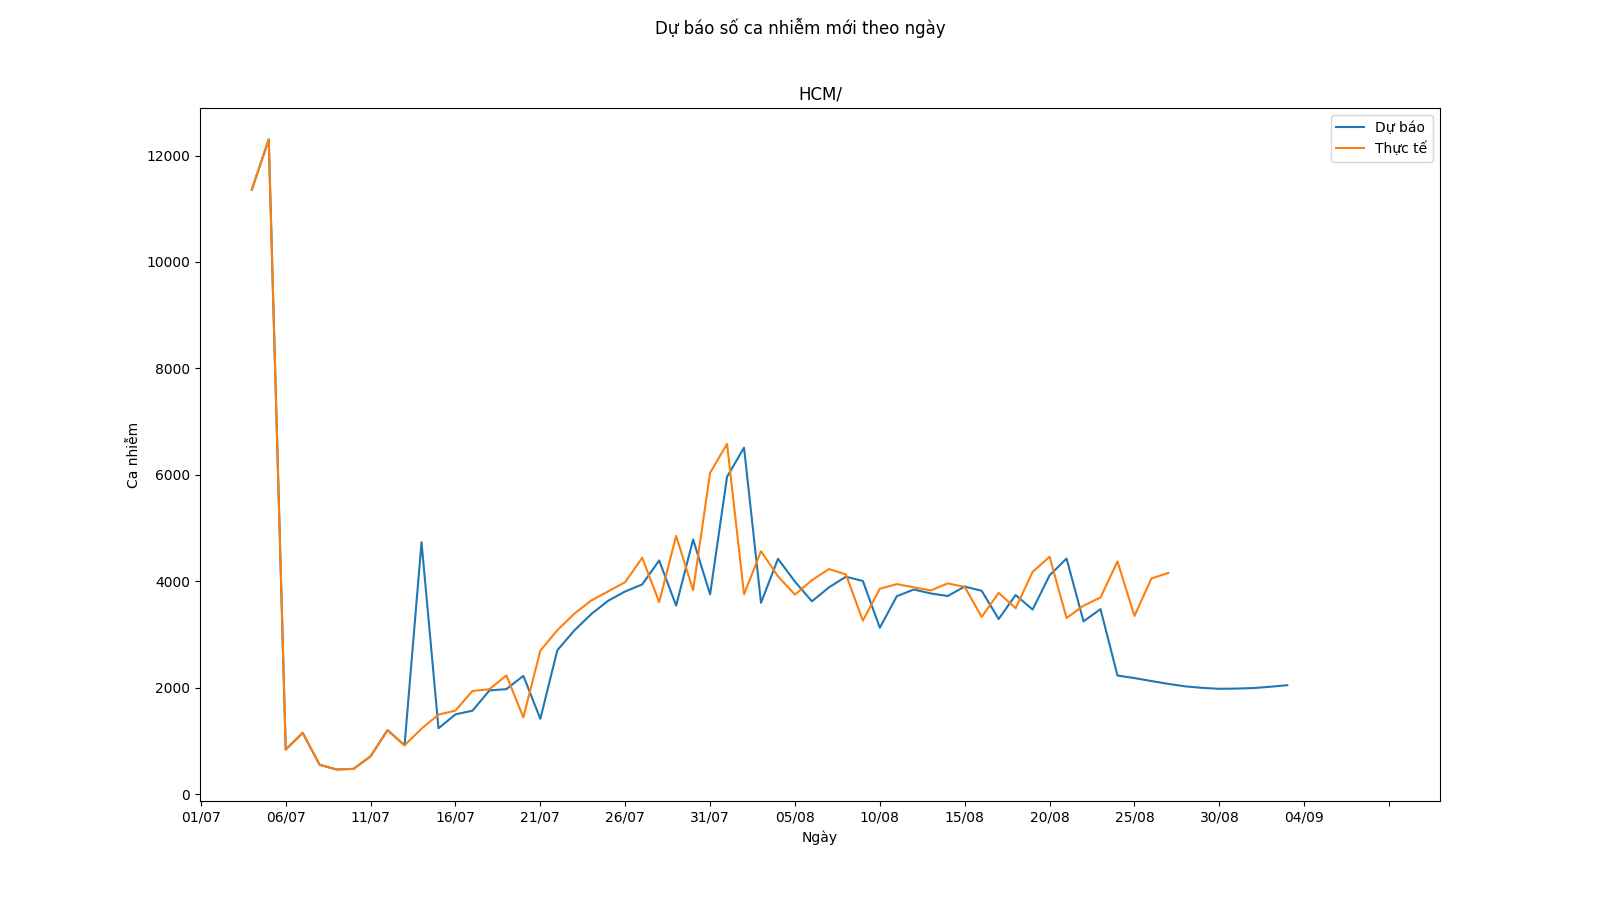 Dự báo số ca nhiễm mới theo ngày
HCM/
Dự báo
Thực tế
12000
10000
8000
6000
4000
2000
0
Ca nhiễm
01/07 06/07 11/07 16/07 21/07 26/07 31/07 05/08 10/08 15/08 20/08 25/08 30/08 04/09
Ngày